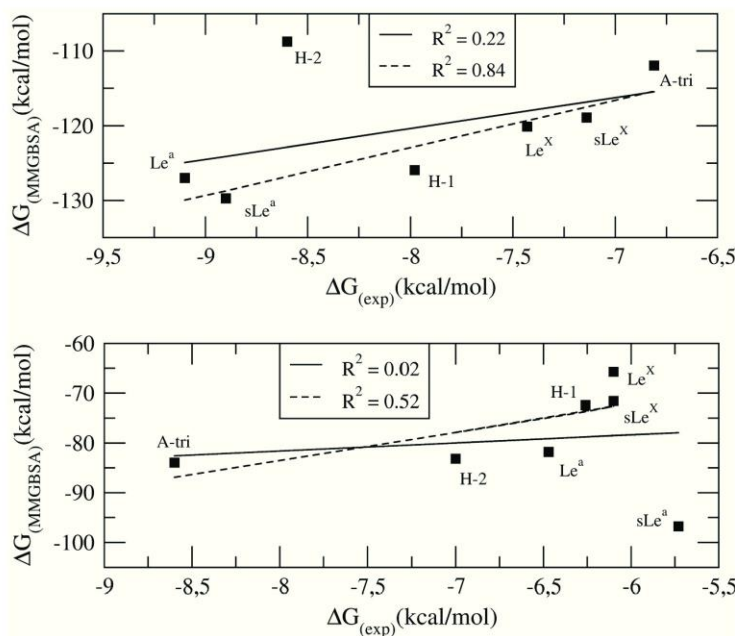 R² = 0.22
R² = 0.84
-110
-120
-130
ΔG(MMGBSA)(kcal/mol)
H-2
A-tri
Leᵃ
sLeᵃ
H-1
Leˣ
sLeˣ
-9,5 -9 -8,5 -8 -7,5 -7 -6,5
ΔG(exp)(kcal/mol)
R² = 0.02
R² = 0.52
-60
-70
-80
-90
-100
ΔG(MMGBSA)(kcal/mol)
Leˣ
H-1
sLeˣ
A-tri
H-2
Leᵃ
sLeᵃ
-9 -8,5 -8 -7,5 -7 -6,5 -6 -5,5
ΔG(exp)(kcal/mol)